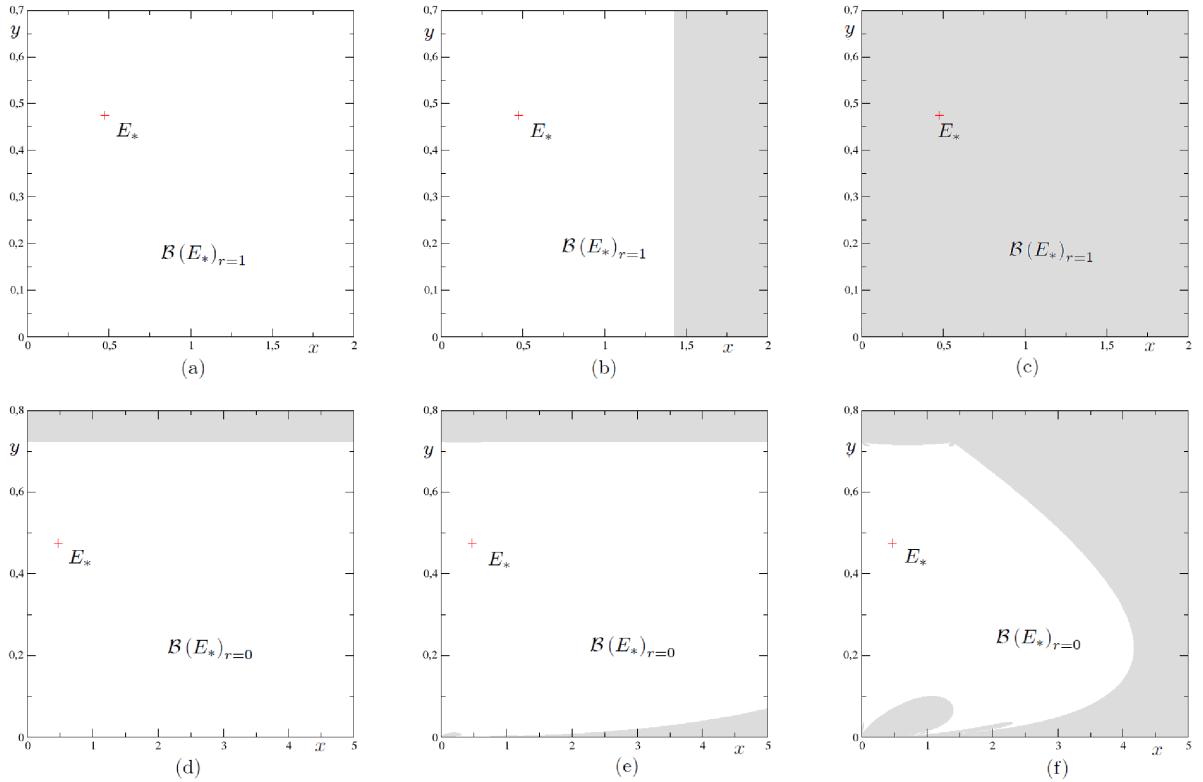 0,7 0,7 0,7
y y y
0,6 0,6 0,6
0,5 0,5 0,5
E* E* E*
0,4 0,4 0,4
0,3 0,3 0,3
0,2 0,2 0,2
B (E*)r=1 B (E*)r=1 B (E*)r=1
0,1 0,1 0,1
0 0 0
0 0,5 1 1,5 x 2 0 0,5 1 1,5 x 2 0 0,5 1 1,5 x 2
(a) (b) (c)
0,8 0,8 0,8
y y y
0,6 0,6 0,6
E* E* E*
0,4 0,4 0,4
B (E*)r=0 B (E*)r=0 B (E*)r=0
0,2 0,2 0,2
0 0 0
0 1 2 3 4 x 5 0 1 2 3 4 x 5 0 1 2 3 4 x 5
(d) (e) (f)